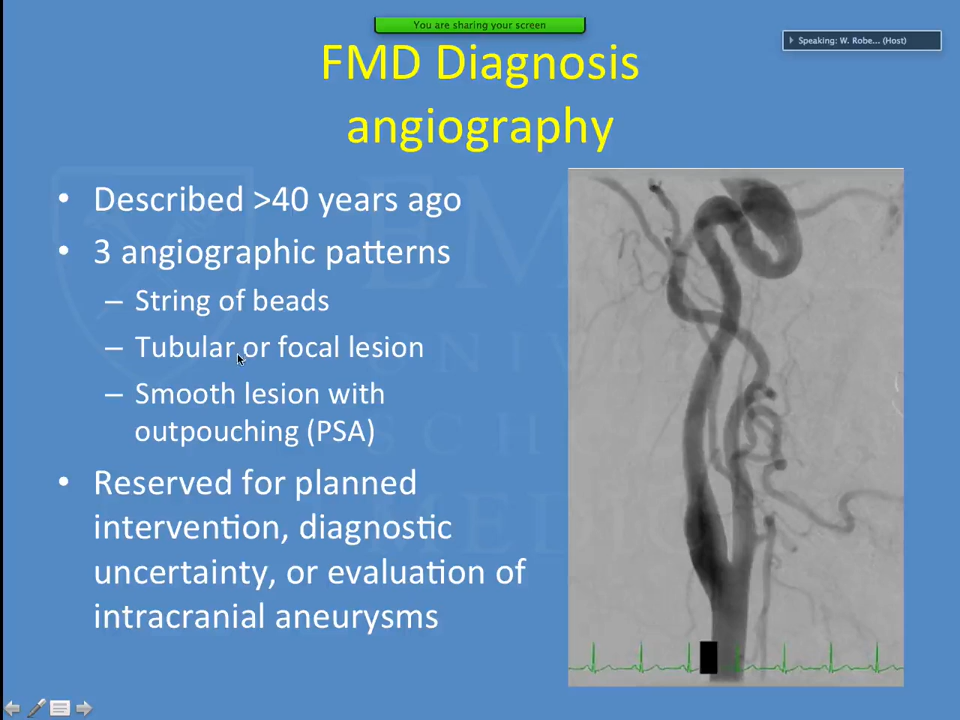 You are sharing your screen
Speaking: W. Robe... (Host)
FMD Diagnosis
angiography
• Described >40 years ago
• 3 angiographic patterns
– String of beads
– Tubular or focal lesion
– Smooth lesion with
outpouching (PSA)
• Reserved for planned
intervention, diagnostic
uncertainty, or evaluation of
intracranial aneurysms